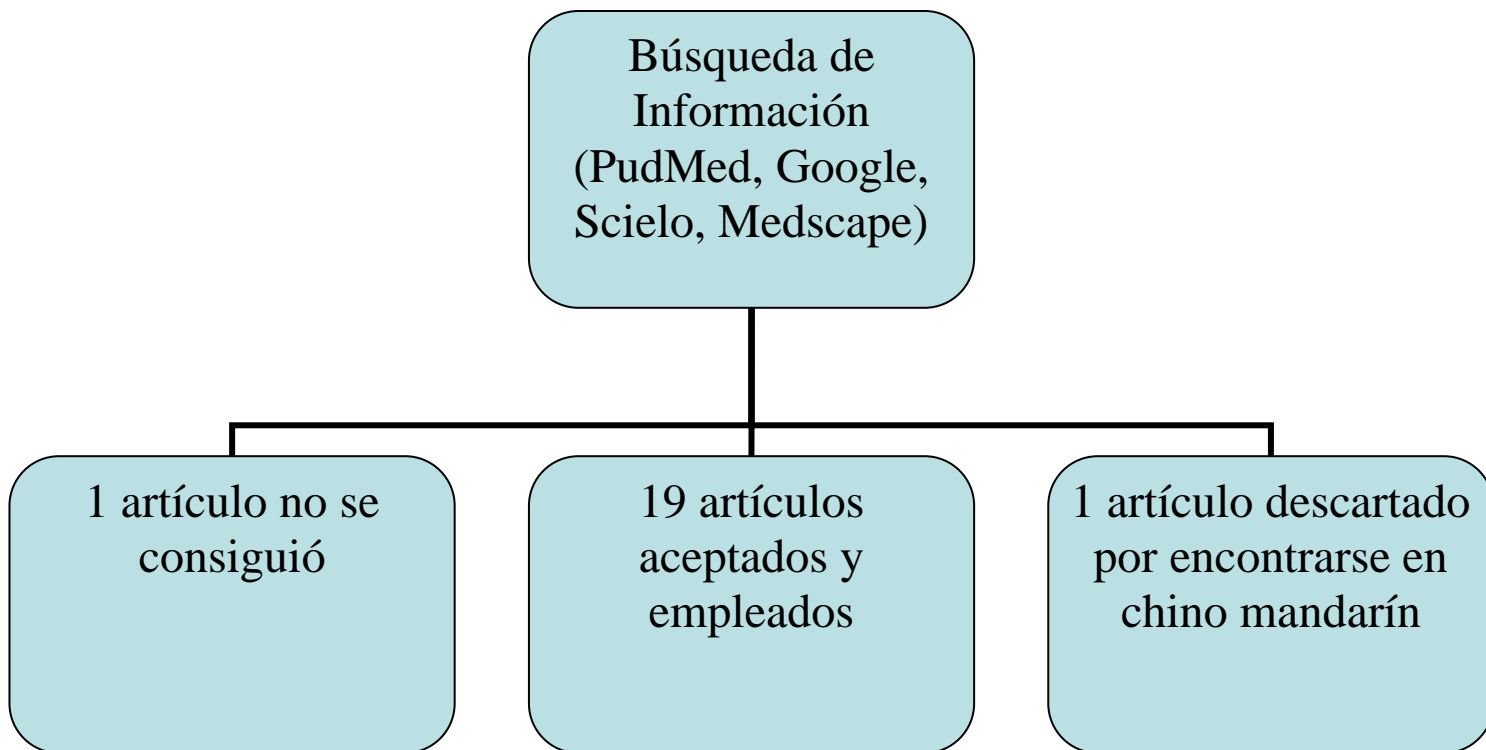 Búsqueda de
Información
(PudMed, Google,
Scielo, Medscape)
1 artículo no se
consiguió
19 artículos
aceptados y
empleados
1 artículo descartado
por encontrarse en
chino mandarín